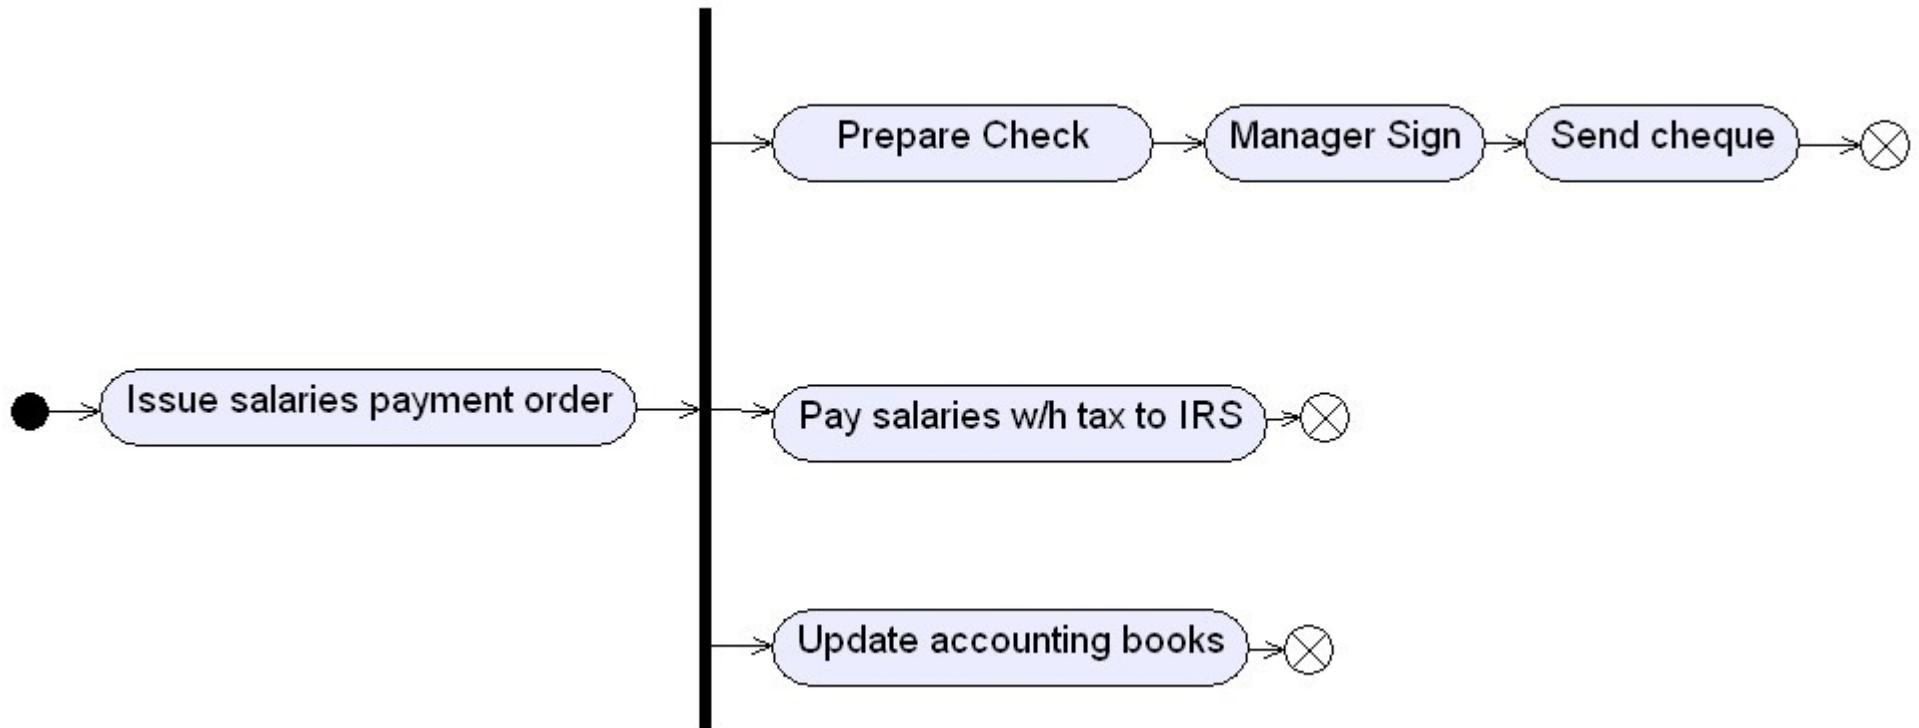 Prepare Check
Manager Sign
Send cheque
Issue salaries payment order
Pay salaries w/h tax to IRS
Update accounting books